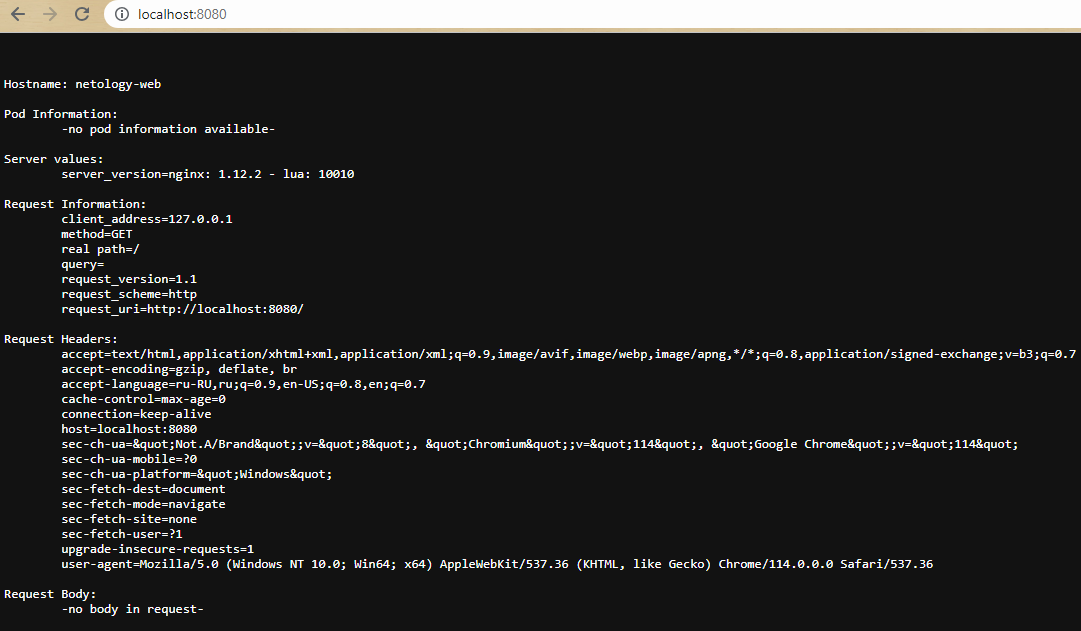 localhost:8080
Hostname: netology-web
Pod Information:
-no pod information available-
Server values:
server_version=nginx: 1.12.2 - lua: 10010
Request Information:
client_address=127.0.0.1
method=GET
real path=/
query=
request_version=1.1
request_scheme=http
request_uri=http://localhost:8080/
Request Headers:
accept=text/html,application/xhtml+xml,application/xml;q=0.9,image/avif,image/webp,image/apng,*/*;q=0.8,application/signed-exchange;v=b3;q=0.7
accept-encoding=gzip, deflate, br
accept-language=ru-RU,ru;q=0.9,en-US;q=0.8,en;q=0.7
cache-control=max-age=0
connection=keep-alive
host=localhost:8080
sec-ch-ua=&quot;Not.A/Brand&quot;;v=&quot;8&quot;, &quot;Chromium&quot;;v=&quot;114&quot;, &quot;Google Chrome&quot;;v=&quot;114&quot;
sec-ch-ua-mobile=?0
sec-ch-ua-platform=&quot;Windows&quot;
sec-fetch-dest=document
sec-fetch-mode=navigate
sec-fetch-site=none
sec-fetch-user=?1
upgrade-insecure-requests=1
user-agent=Mozilla/5.0 (Windows NT 10.0; Win64; x64) AppleWebKit/537.36 (KHTML, like Gecko) Chrome/114.0.0.0 Safari/537.36
Request Body:
-no body in request-